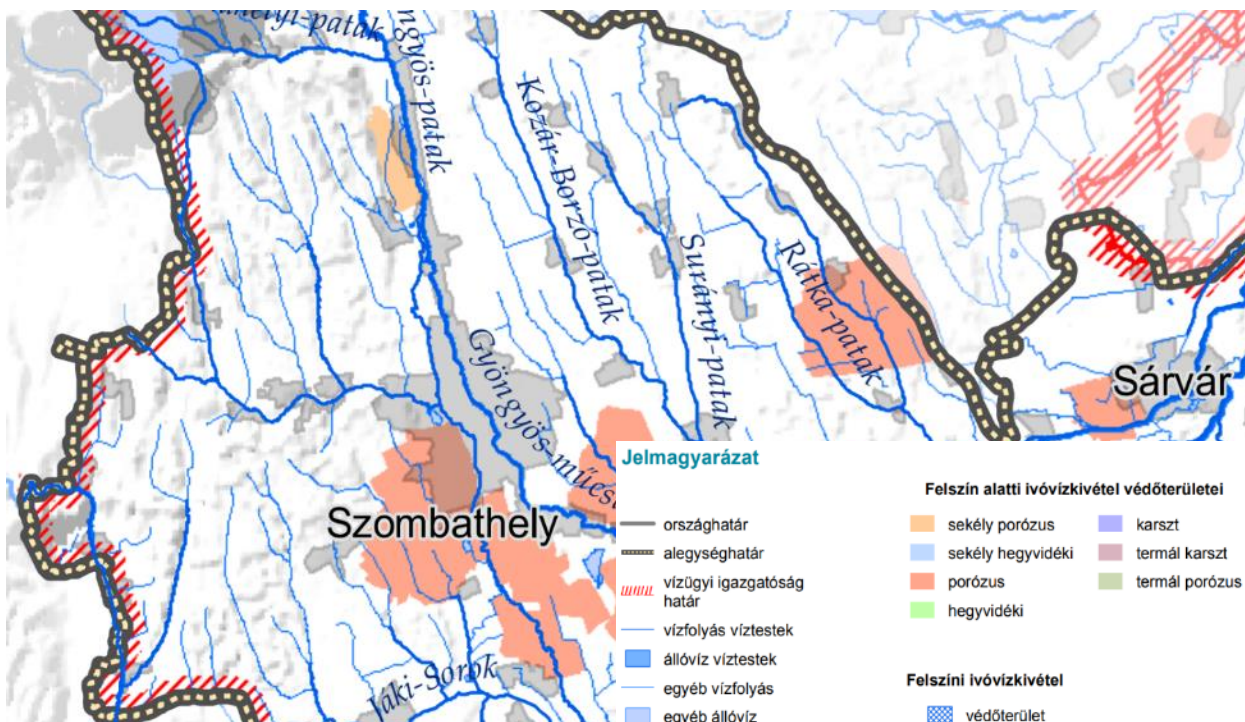 ngyös-patak
Kozár-Borzó-patak
Surányi-patak
Rátka-patak
Gyöngyös-műcs
Sárvár
Szombathely
Jáki-Sorok
Jelmagyarázat
országhatár
alegységhatár
vízügyi igazgatóság
határ
vízfolyás víztestek
állóvíz víztestek
egyéb vízfolyás
egyéb állóvíz
Felszín alatti ivóvízkivétel védőterületei
sekély porózus
sekély hegyvidéki
porózus
hegyvidéki
karszt
termál karszt
termál porózus
Felszíni ivóvízkivétel
védőterület